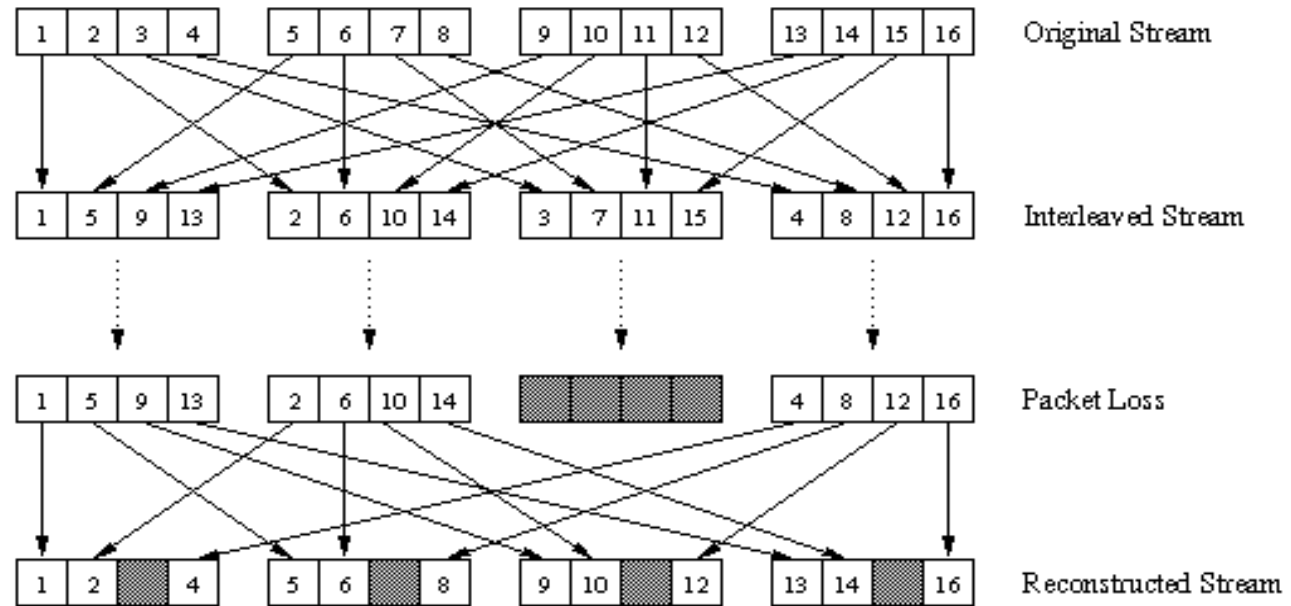 1 2 3 4 5 6 7 8 9 10 11 12 13 14 15 16 Original Stream
1 5 9 13 2 6 10 14 3 7 11 15 4 8 12 16 Interleaved Stream
1 5 9 13 2 6 10 14 4 8 12 16 Packet Loss
1 2 4 5 6 8 9 10 12 13 14 16 Reconstructed Stream